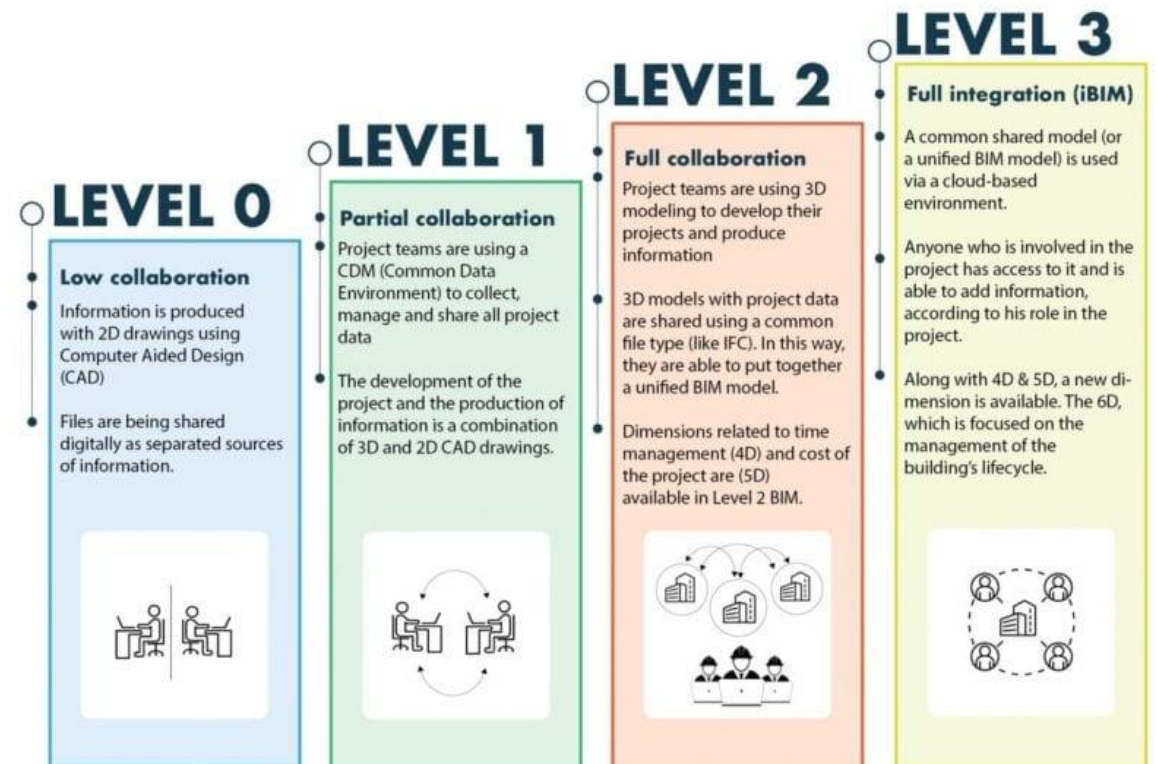 LEVEL 0
Low collaboration
Information is produced
with 2D drawings using
Computer Aided Design
(CAD)
Files are being shared
digitally as separated sources
of information.
LEVEL 1
Partial collaboration
Project teams are using a
CDM (Common Data
Environment) to collect,
manage and share all project
data
The development of the
project and the production of
information is a combination
of 3D and 2D CAD drawings.
LEVEL 2
Full collaboration
Project teams are using 3D
modeling to develop their
projects and produce
information
3D models with project data
are shared using a common
file type (like IFC). In this way,
they are able to put together
a unified BIM model.
Dimensions related to time
management (4D) and cost of
the project are (5D)
available in Level 2 BIM.
LEVEL 3
Full integration (iBIM)
A common shared model (or
a unified BIM model) is used
via a cloud-based
environment.
Anyone who is involved in the
project has access to it and is
able to add information,
according to his role in the
project.
Along with 4D & 5D, a new di-
mension is available. The 6D,
which is focused on the
management of the
building's lifecycle.